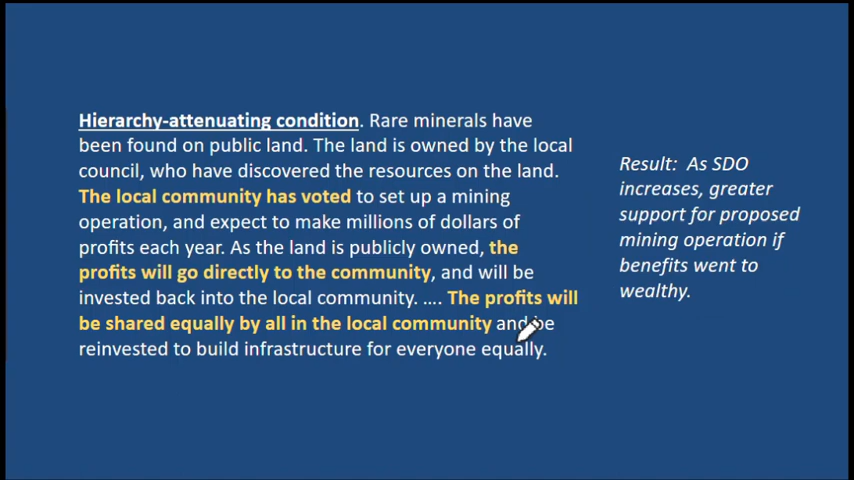 Hierarchy-attenuating condition. Rare minerals have
been found on public land. The land is owned by the local
council, who have discovered the resources on the land.
The local community has voted to set up a mining
operation, and expect to make millions of dollars of
profits each year. As the land is publicly owned, the
profits will go directly to the community, and will be
invested back into the local community. .... The profits will
be shared equally by all in the local community and be
reinvested to build infrastructure for everyone equally.
Result: As SDO
increases, greater
support for proposed
mining operation if
benefits went to
wealthy.